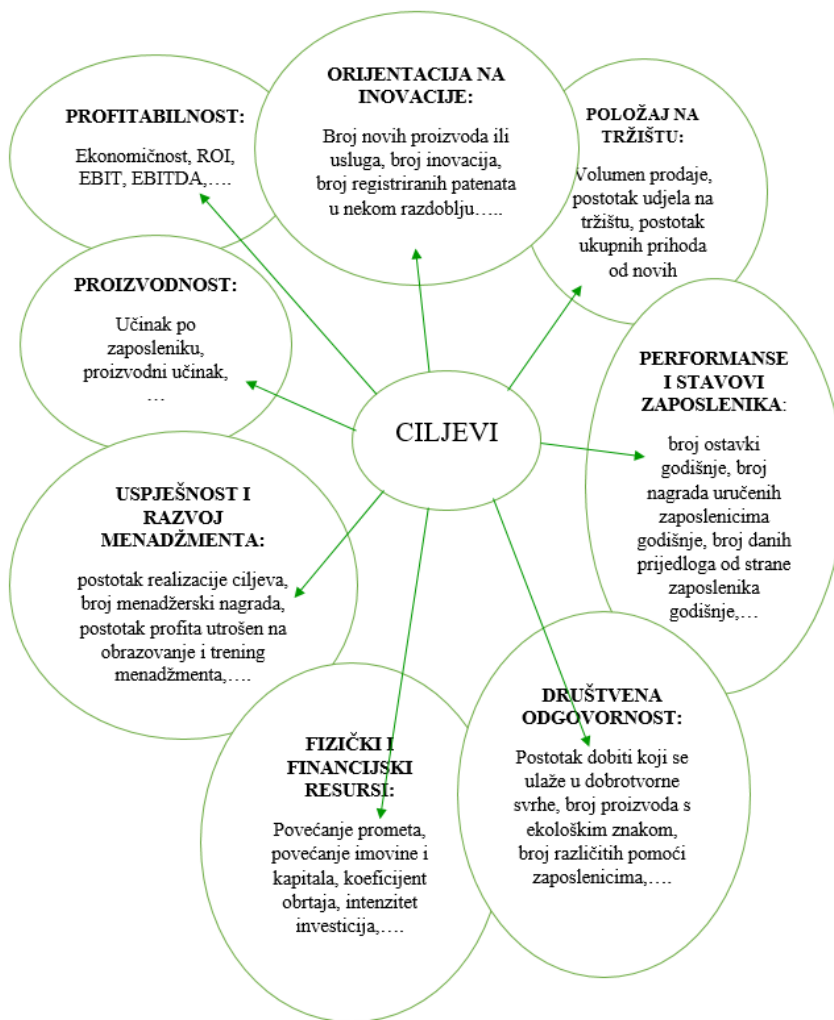 PROFITABILNOST:
Ekonomičnost, ROI,
EBIT, EBITDA,….
ORIJENTACIJA NA
INOVACIJE:
Broj novih proizvoda ili
usluga, broj inovacija,
broj registriranih patenata
u nekom razdoblju…..
POLOŽAJ NA
TRŽIŠTU:
Volumen prodaje,
postotak udjela na
tržištu, postotak
ukupnih prihoda
od novih
PROIZVODNOST:
Učinak po
zaposleniku,
proizvodni učinak,
…
CILJEVI
PERFORMANSE
I STAVOVI
ZAPOSLENIKA:
broj ostavki
godišnje, broj
nagrada uručenih
zaposlenicima
godišnje, broj danih
prijedloga od strane
zaposlenika
godišnje,…
USPJEŠNOST I
RAZVOJ
MENADŽMENTA:
postotak realizacije ciljeva,
broj menadžerski nagrada,
postotak profita utrošen na
obrazovanje i trening
menadžmenta,….
FIZIČKI I
FINANCIJSKI
RESURSI:
Povećanje prometa,
povećanje imovine i
kapitala, koeficijent
obrtaja, intenzitet
investicija,….
DRUŠTVENA
ODGOVORNOST:
Postotak dobiti koji se
ulaže u dobrotvorne
svrhe, broj proizvoda s
ekološkim znakom,
broj različitih pomoći
zaposlenicima,….